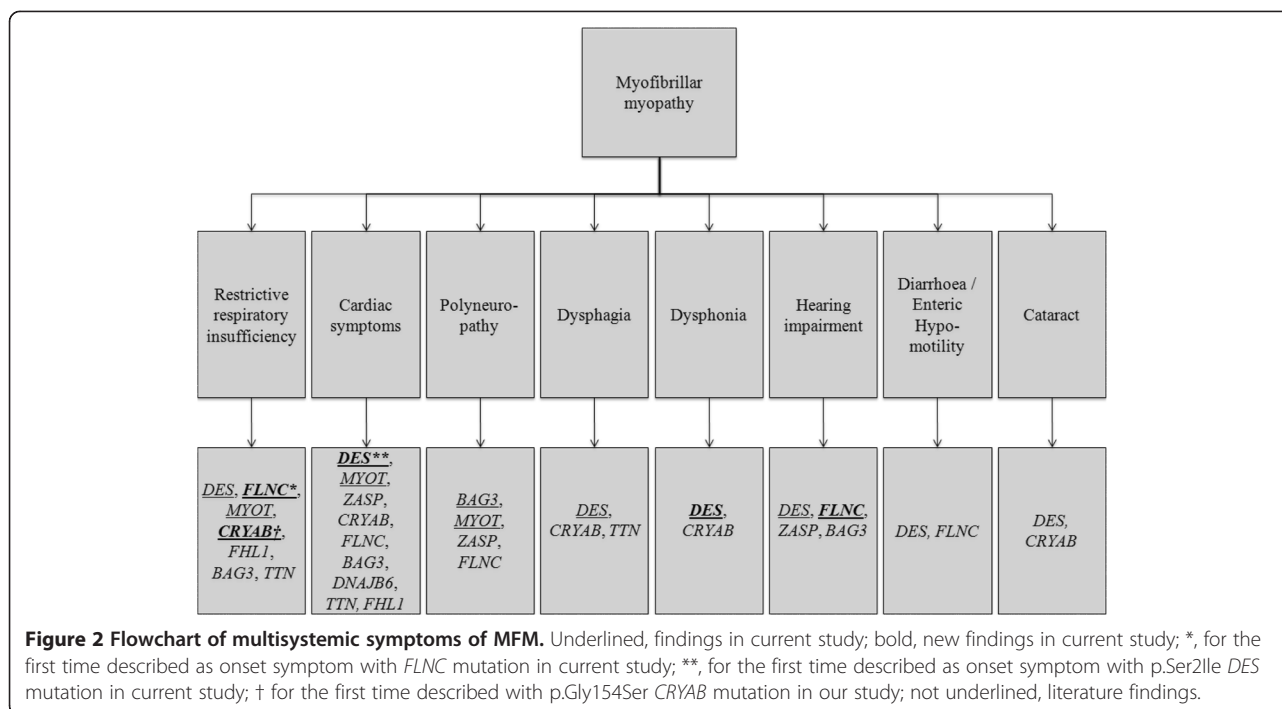 Myofibrillar
myopathy
Restrictive
respiratory
insufficiency
Cardiac
symptoms
Polyneuro-
pathy
Dysphagia
Dysphonia
Hearing
impairment
Diarrhoea /
Enteric
Hypo-
motility
Cataract
DES, FLNC*,
MYOT,
CRYAB†,
FHL1,
BAG3, TTN
DES**,
MYOT,
ZASP,
CRYAB,
FLNC,
BAG3,
DNAJB6,
TTN, FHL1
BAG3,
MYOT,
ZASP,
FLNC
DES,
CRYAB, TTN
DES,
CRYAB
DES, FLNC,
ZASP, BAG3
DES, FLNC
DES,
CRYAB
Figure 2 Flowchart of multisystemic symptoms of MFM. Underlined, findings in current study; bold, new findings in current study; *, for the
first time described as onset symptom with FLNC mutation in current study; **, for the first time described as onset symptom with p.Ser2Ile DES
mutation in current study; † for the first time described with p.Gly154Ser CRYAB mutation in our study; not underlined, literature findings.